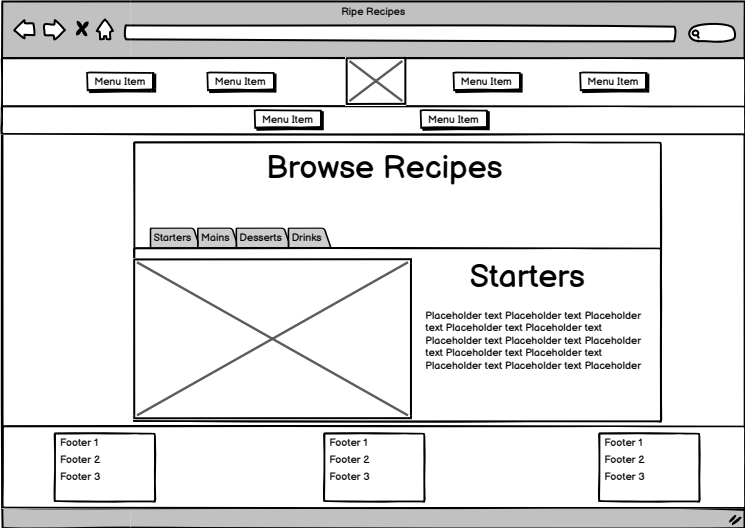 Ripe Recipes
Menu Item Menu Item Menu Item Menu Item
Menu Item Menu Item
Browse Recipes
Starters Mains Desserts Drinks
Starters
Placeholder text Placeholder text Placeholder
text Placeholder text Placeholder text
Placeholder text Placeholder text Placeholder
text Placeholder text Placeholder text
Placeholder text Placeholder text Placeholder
Footer 1
Footer 2
Footer 3
Footer 1
Footer 2
Footer 3
Footer 1
Footer 2
Footer 3